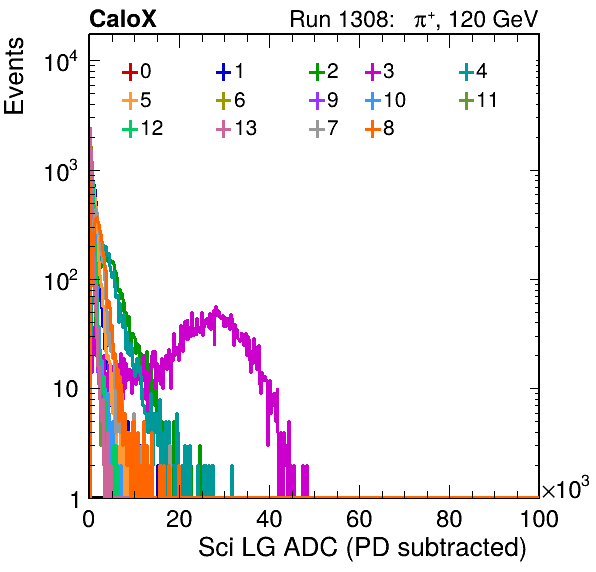 CaloX Run 1308: π⁺, 120 GeV
Events
10⁴
10³
10²
10
1
0 1 2 3 4
5 6 9 10 11
12 13 7 8
0 20 40 60 80 100
×10³
Sci LG ADC (PD subtracted)